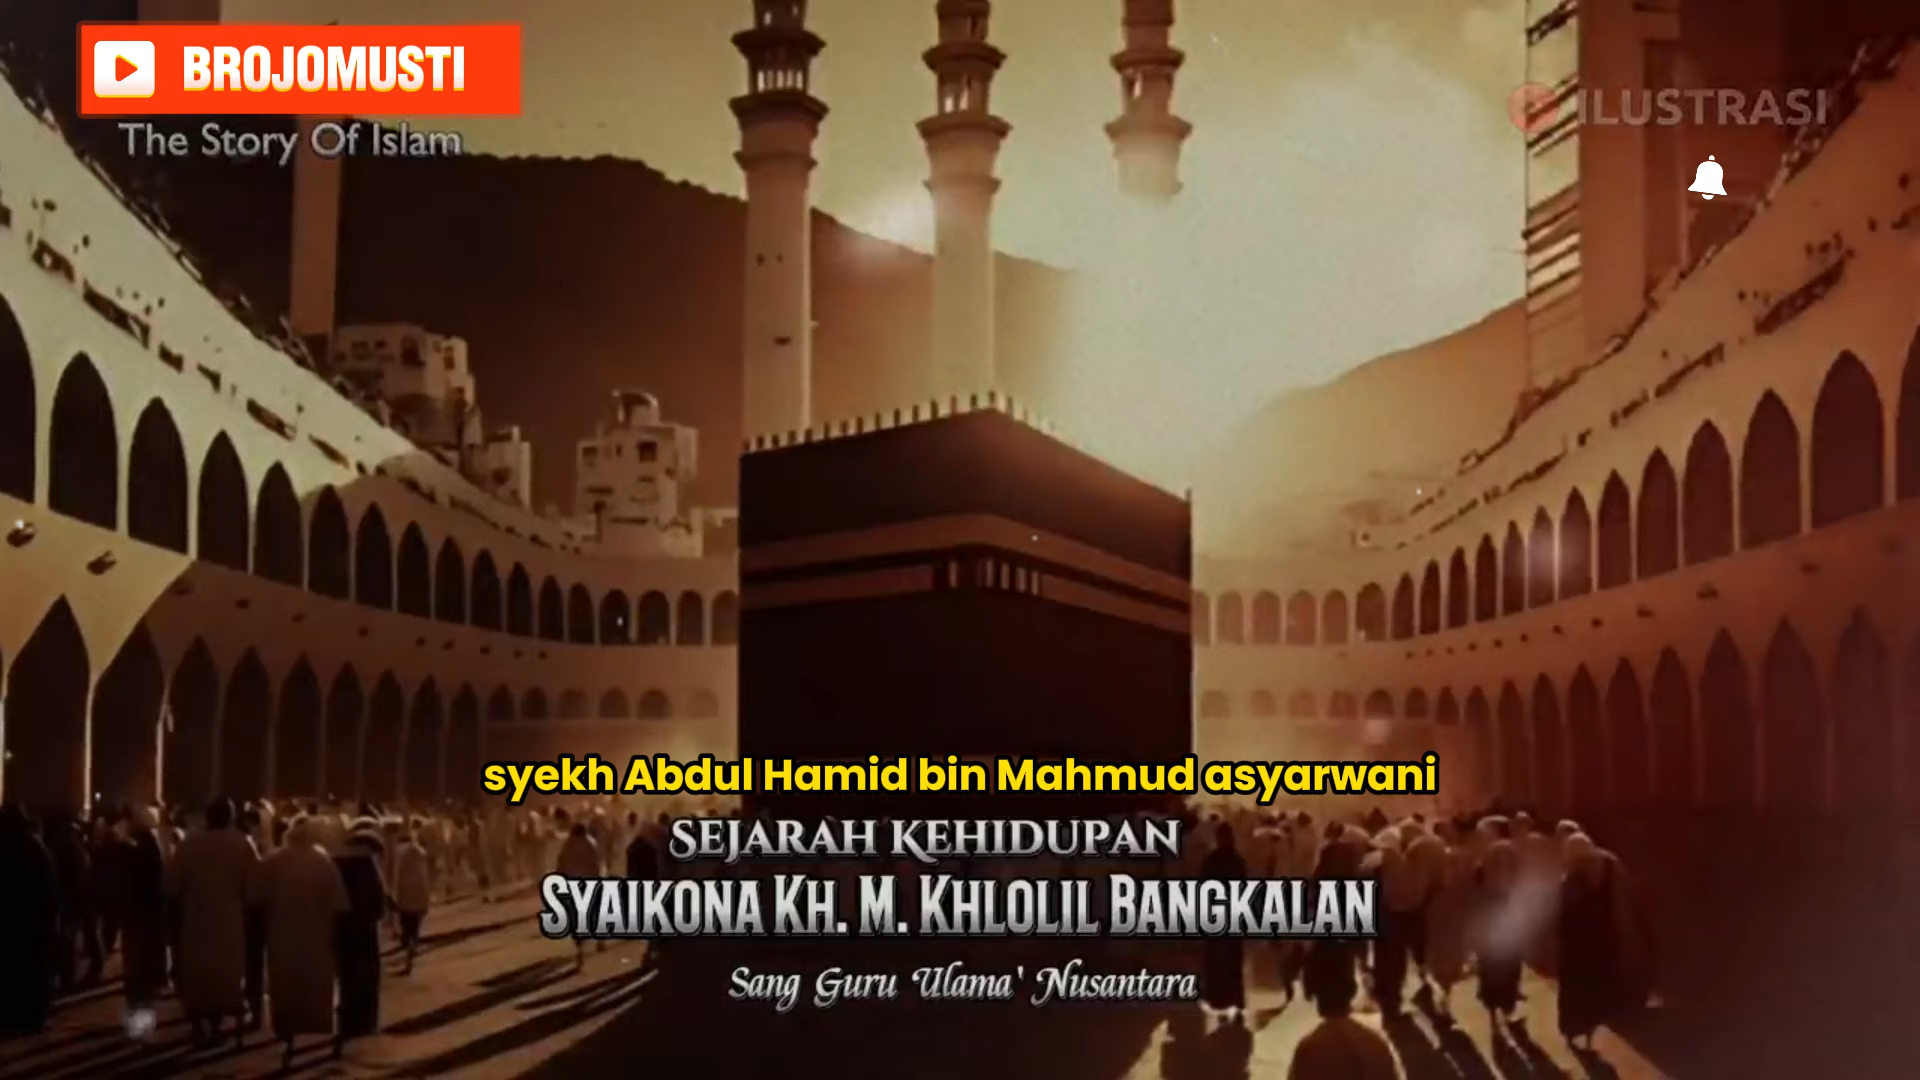 BROJOMUSTI
The Story Of Islam
ILUSTRASI
syekh Abdul Hamid bin Mahmud asyarwani
SEJARAH KEHIDUPAN
SYAIKONA KH. M. KHLOLIL BANGKALAN
Sang Guru Ulama' Nusantara